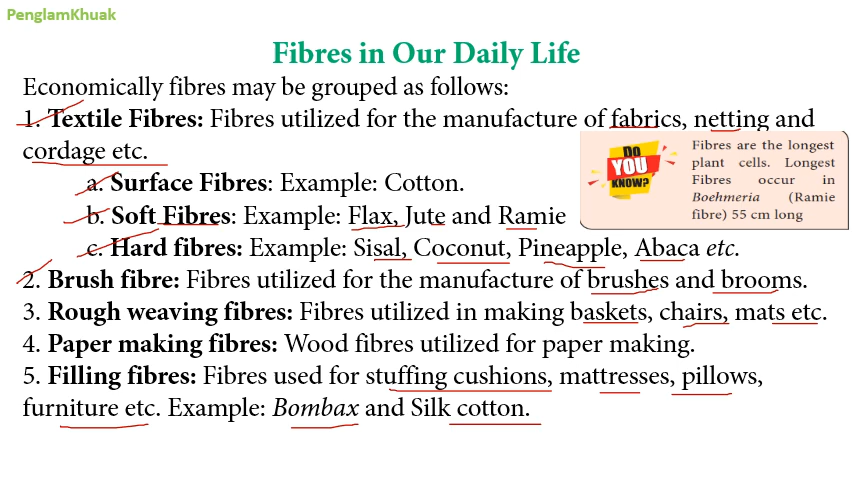 PenglamKhuak
Fibres in Our Daily Life
Economically fibres may be grouped as follows:
1. Textile Fibres: Fibres utilized for the manufacture of fabrics, netting and
cordage etc.
a. Surface Fibres: Example: Cotton.
b. Soft Fibres: Example: Flax, Jute and Ramie
c. Hard fibres: Example: Sisal, Coconut, Pineapple, Abaca etc.
DO
YOU
KNOW?
Fibres are the longest
plant cells. Longest
Fibres occur in
Boehmeria (Ramie
fibre) 55 cm long
2. Brush fibre: Fibres utilized for the manufacture of brushes and brooms.
3. Rough weaving fibres: Fibres utilized in making baskets, chairs, mats etc.
4. Paper making fibres: Wood fibres utilized for paper making.
5. Filling fibres: Fibres used for stuffing cushions, mattresses, pillows,
furniture etc. Example: Bombax and Silk cotton.